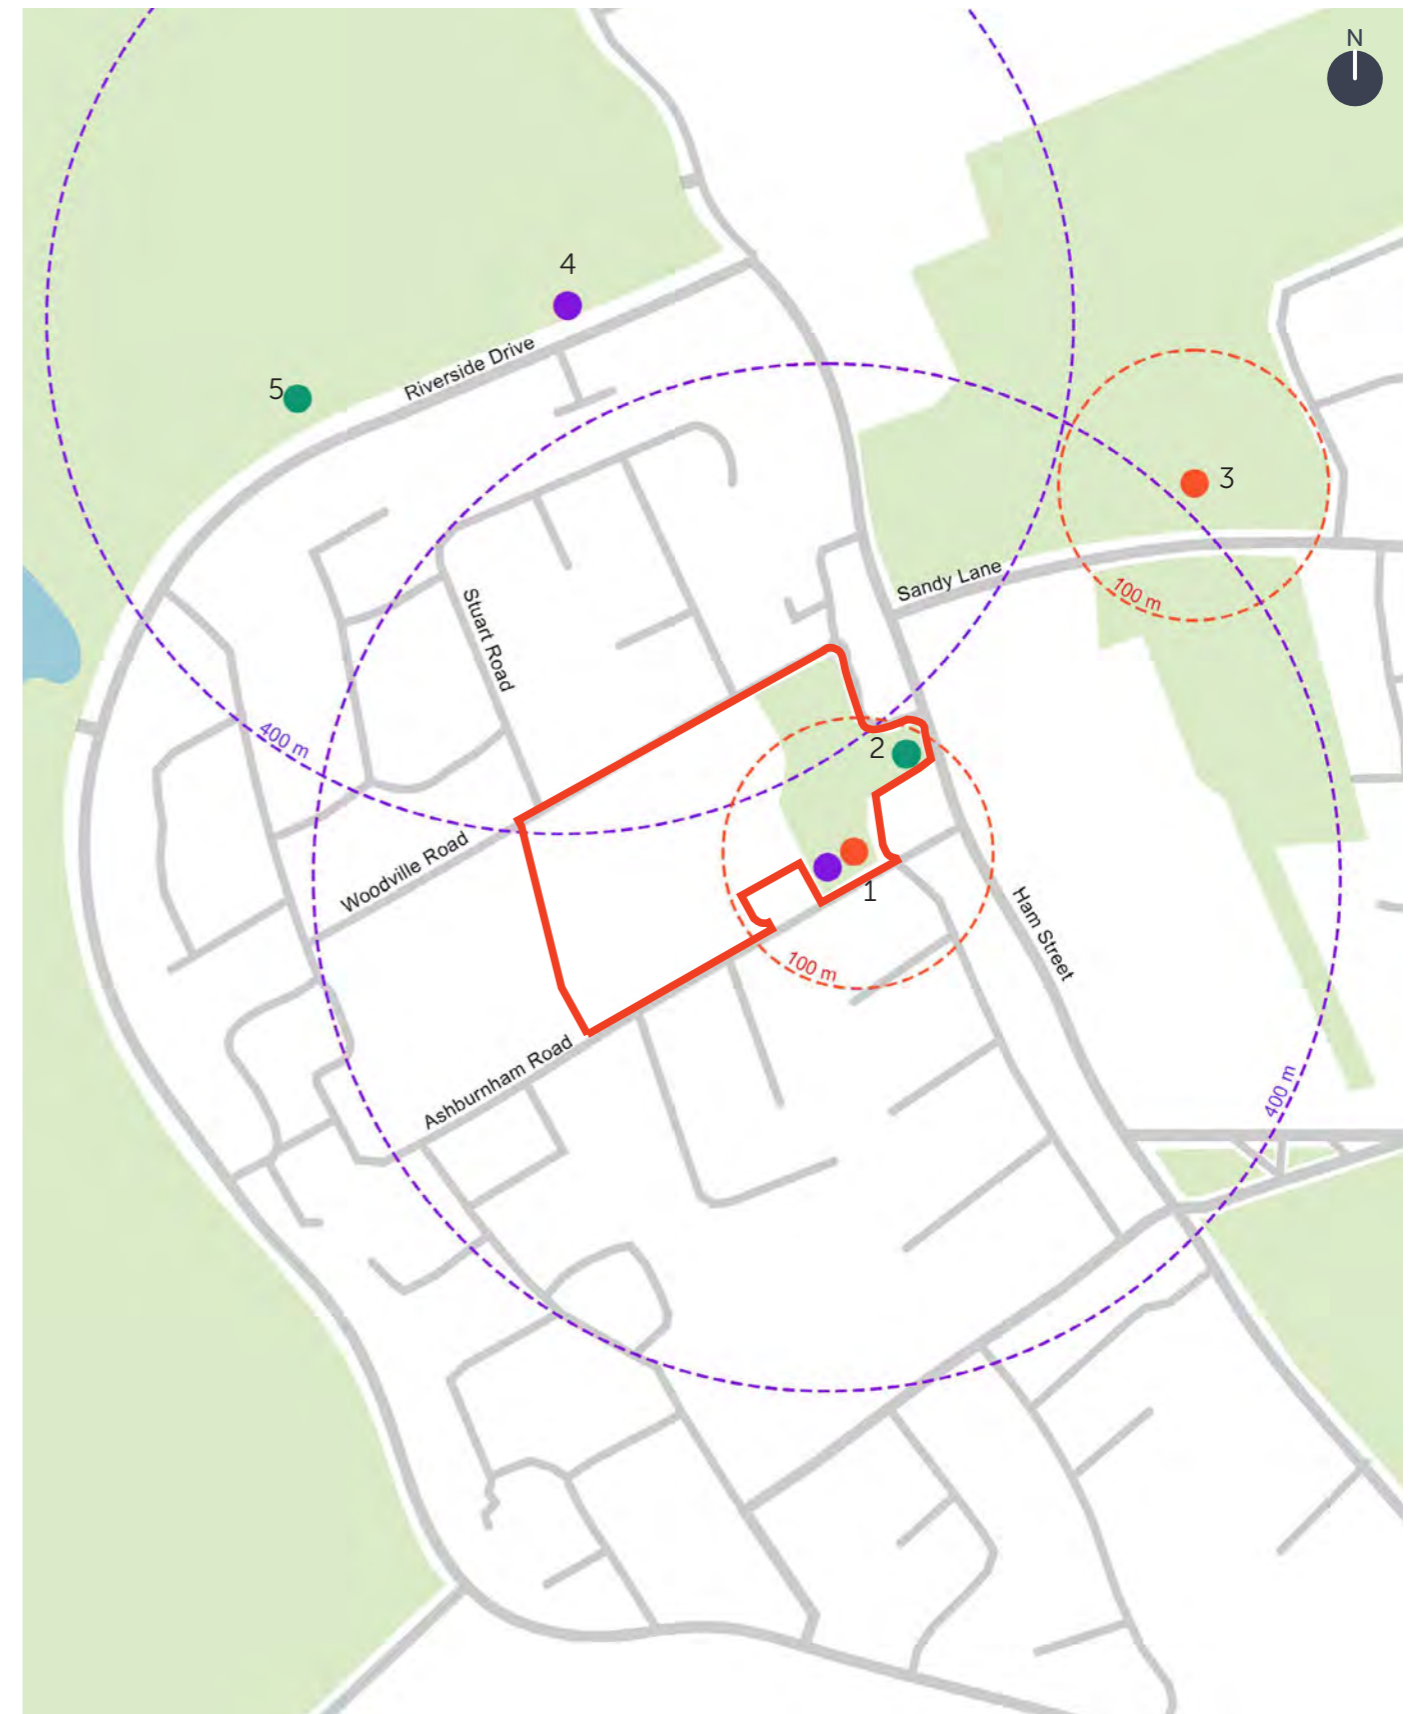 N
4
5
Riverside Drive
3
Sandy Lane
100 m
Stuart Road
400 m
2
Woodville Road
1
Ham Street
100 m
Ashburnham Road
400 m